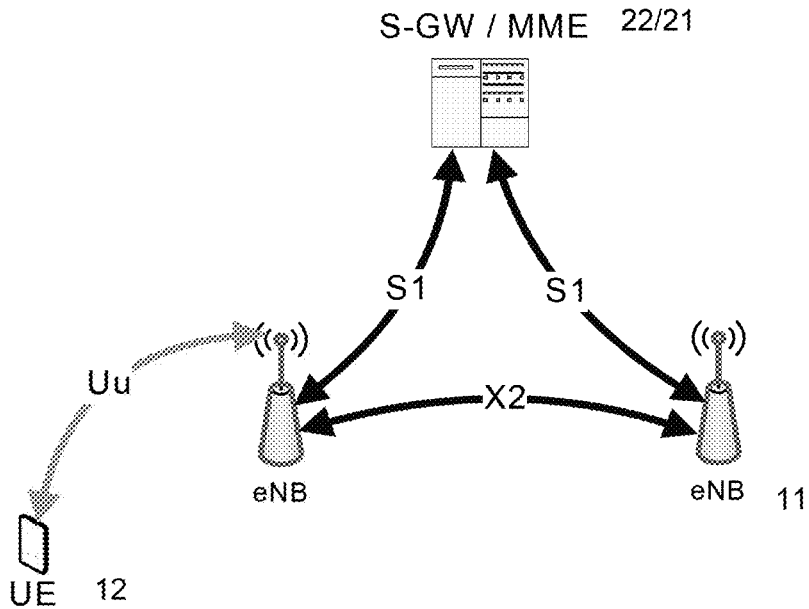 S-GW / MME 22/21
S1 S1
Uu
X2
eNB
eNB 11
UE 12